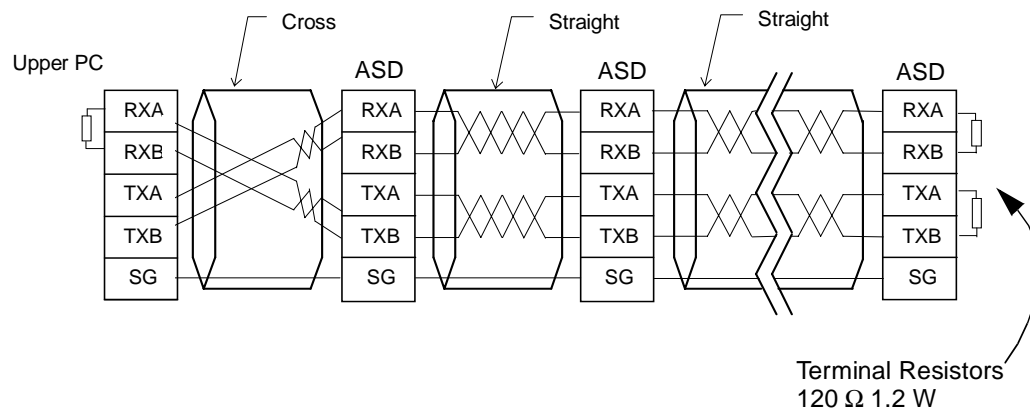 Cross
Straight
Straight
Upper PC
ASD
ASD
ASD
RXA
RXB
TXA
TXB
SG
RXA
RXB
TXA
TXB
SG
RXA
RXB
TXA
TXB
SG
RXA
RXB
TXA
TXB
SG
Terminal Resistors
120 Ω 1.2 W